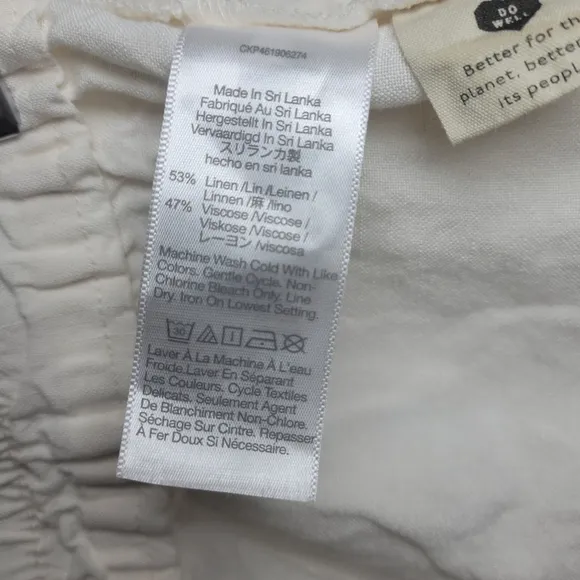 CKP461906274
Made In Sri Lanka
Fabriqué Au Sri Lanka
Hergestellt In Sri Lanka
Vervaardigd In Sri Lanka
スリランカ製
hecho en sri lanka
53% Linen /Lin /Leinen /
Linnen /麻 /lino
47% Viscose /Viscose /
Viskose /Viscose /
レーヨン /viscosa
Machine Wash Cold With Like
Colors. Gentle Cycle. Non-
Chlorine Bleach Only. Line
Dry. Iron On Lowest Setting.
30
Laver À La Machine À L'eau
Froide.Laver En Séparant
Les Couleurs. Cycle Textiles
Délicats. Seulement Agent
De Blanchiment Non-Chlore.
Séchage Sur Cintre. Repasser
À Fer Doux Si Nécessaire.
DO
WELL
Better for the
planet, better
its people